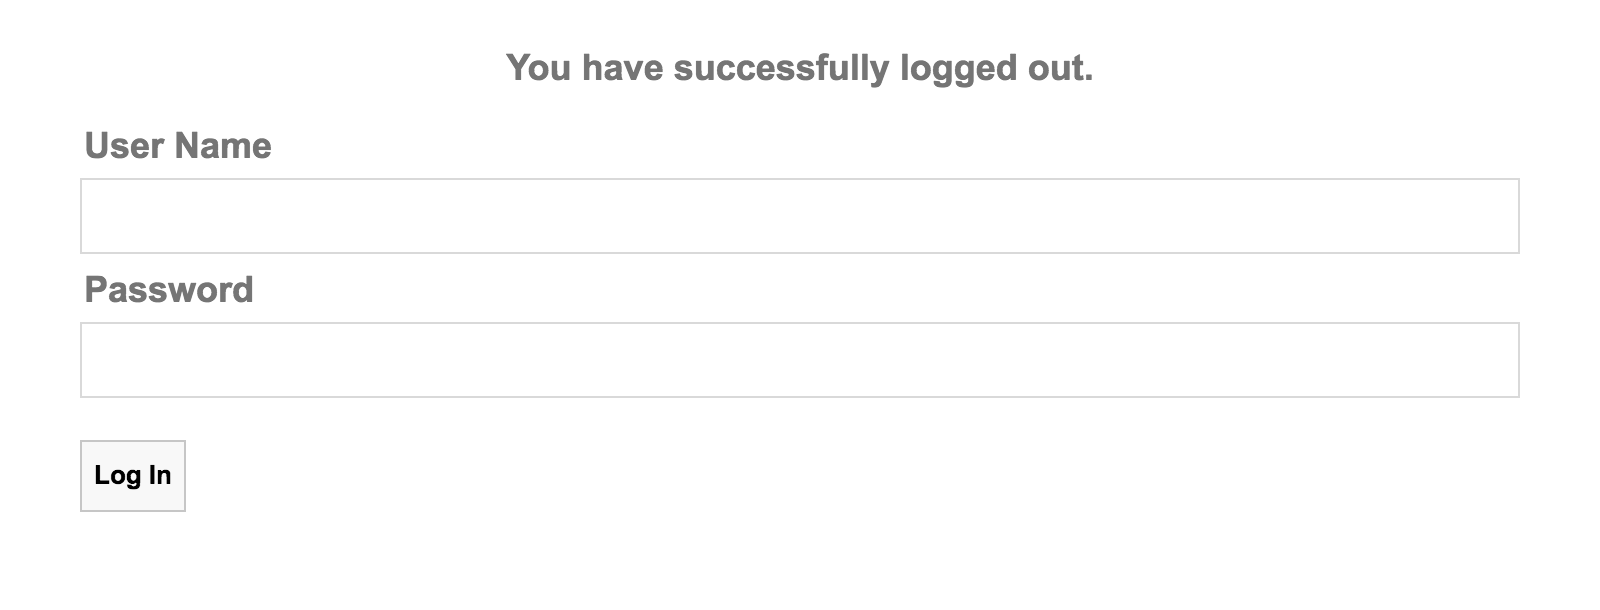 You have successfully logged out.
User Name
Password
Log In